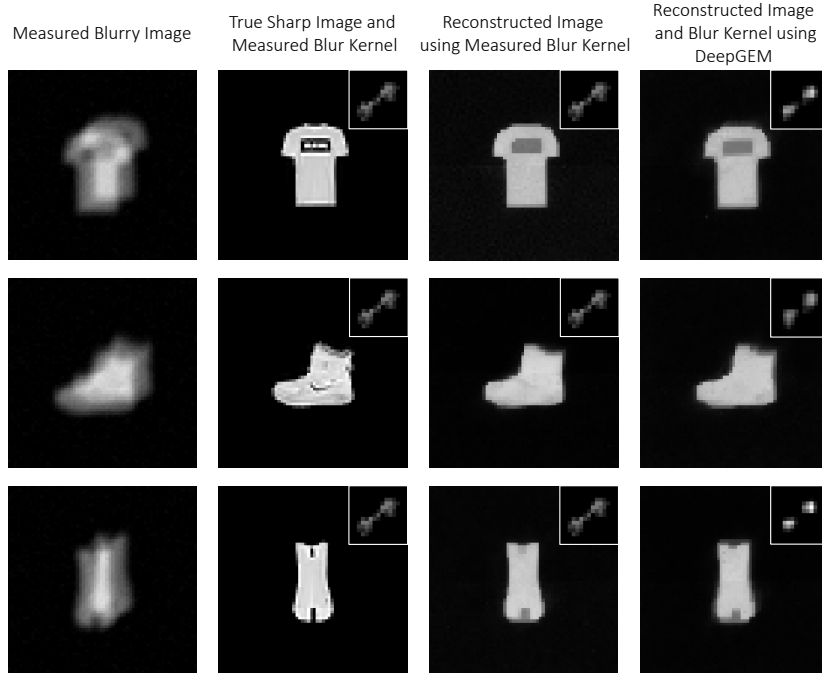 Measured Blurry Image
True Sharp Image and
Measured Blur Kernel
Reconstructed Image
using Measured Blur Kernel
Reconstructed Image
and Blur Kernel using
DeepGEM